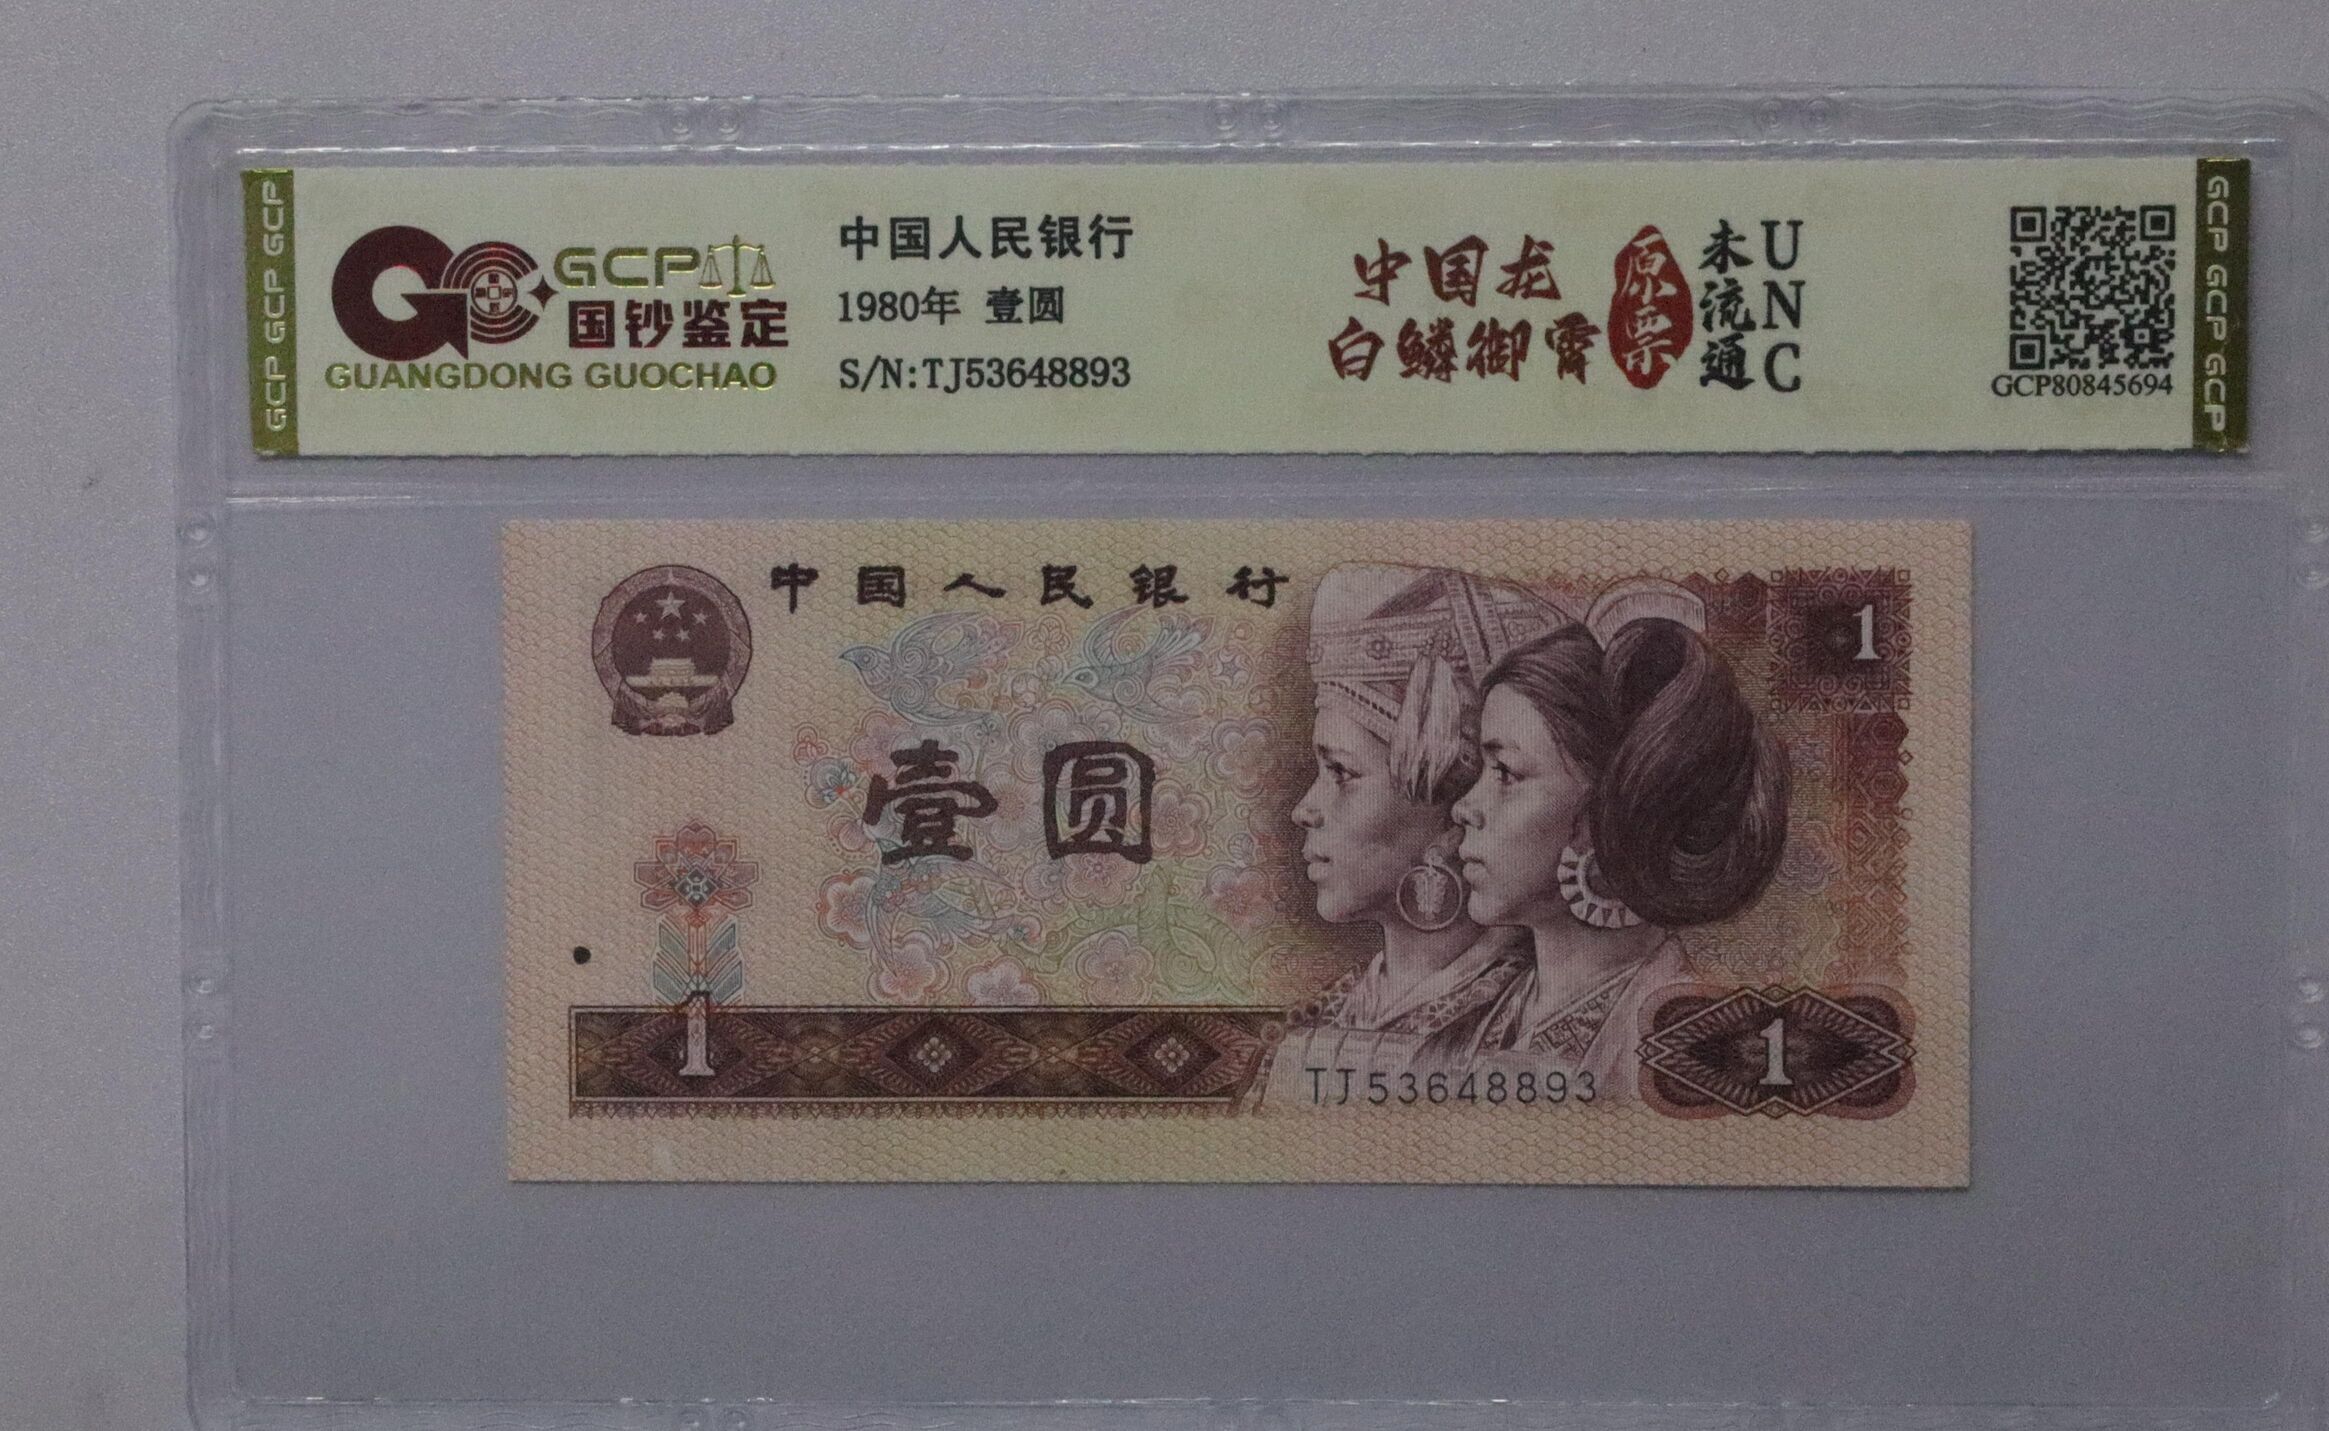 GCP GCP GCP
GCP
国钞鉴定
GUANGDONG GUOCHAO
中国人民银行
1980年 壹圆
S/N:TJ53648893
中国龙
白鳞御霄
原票
未流通
UNC
GCP80845694
GCP GCP GCP
中国人民银行
1
壹圆
1
1
TJ53648893